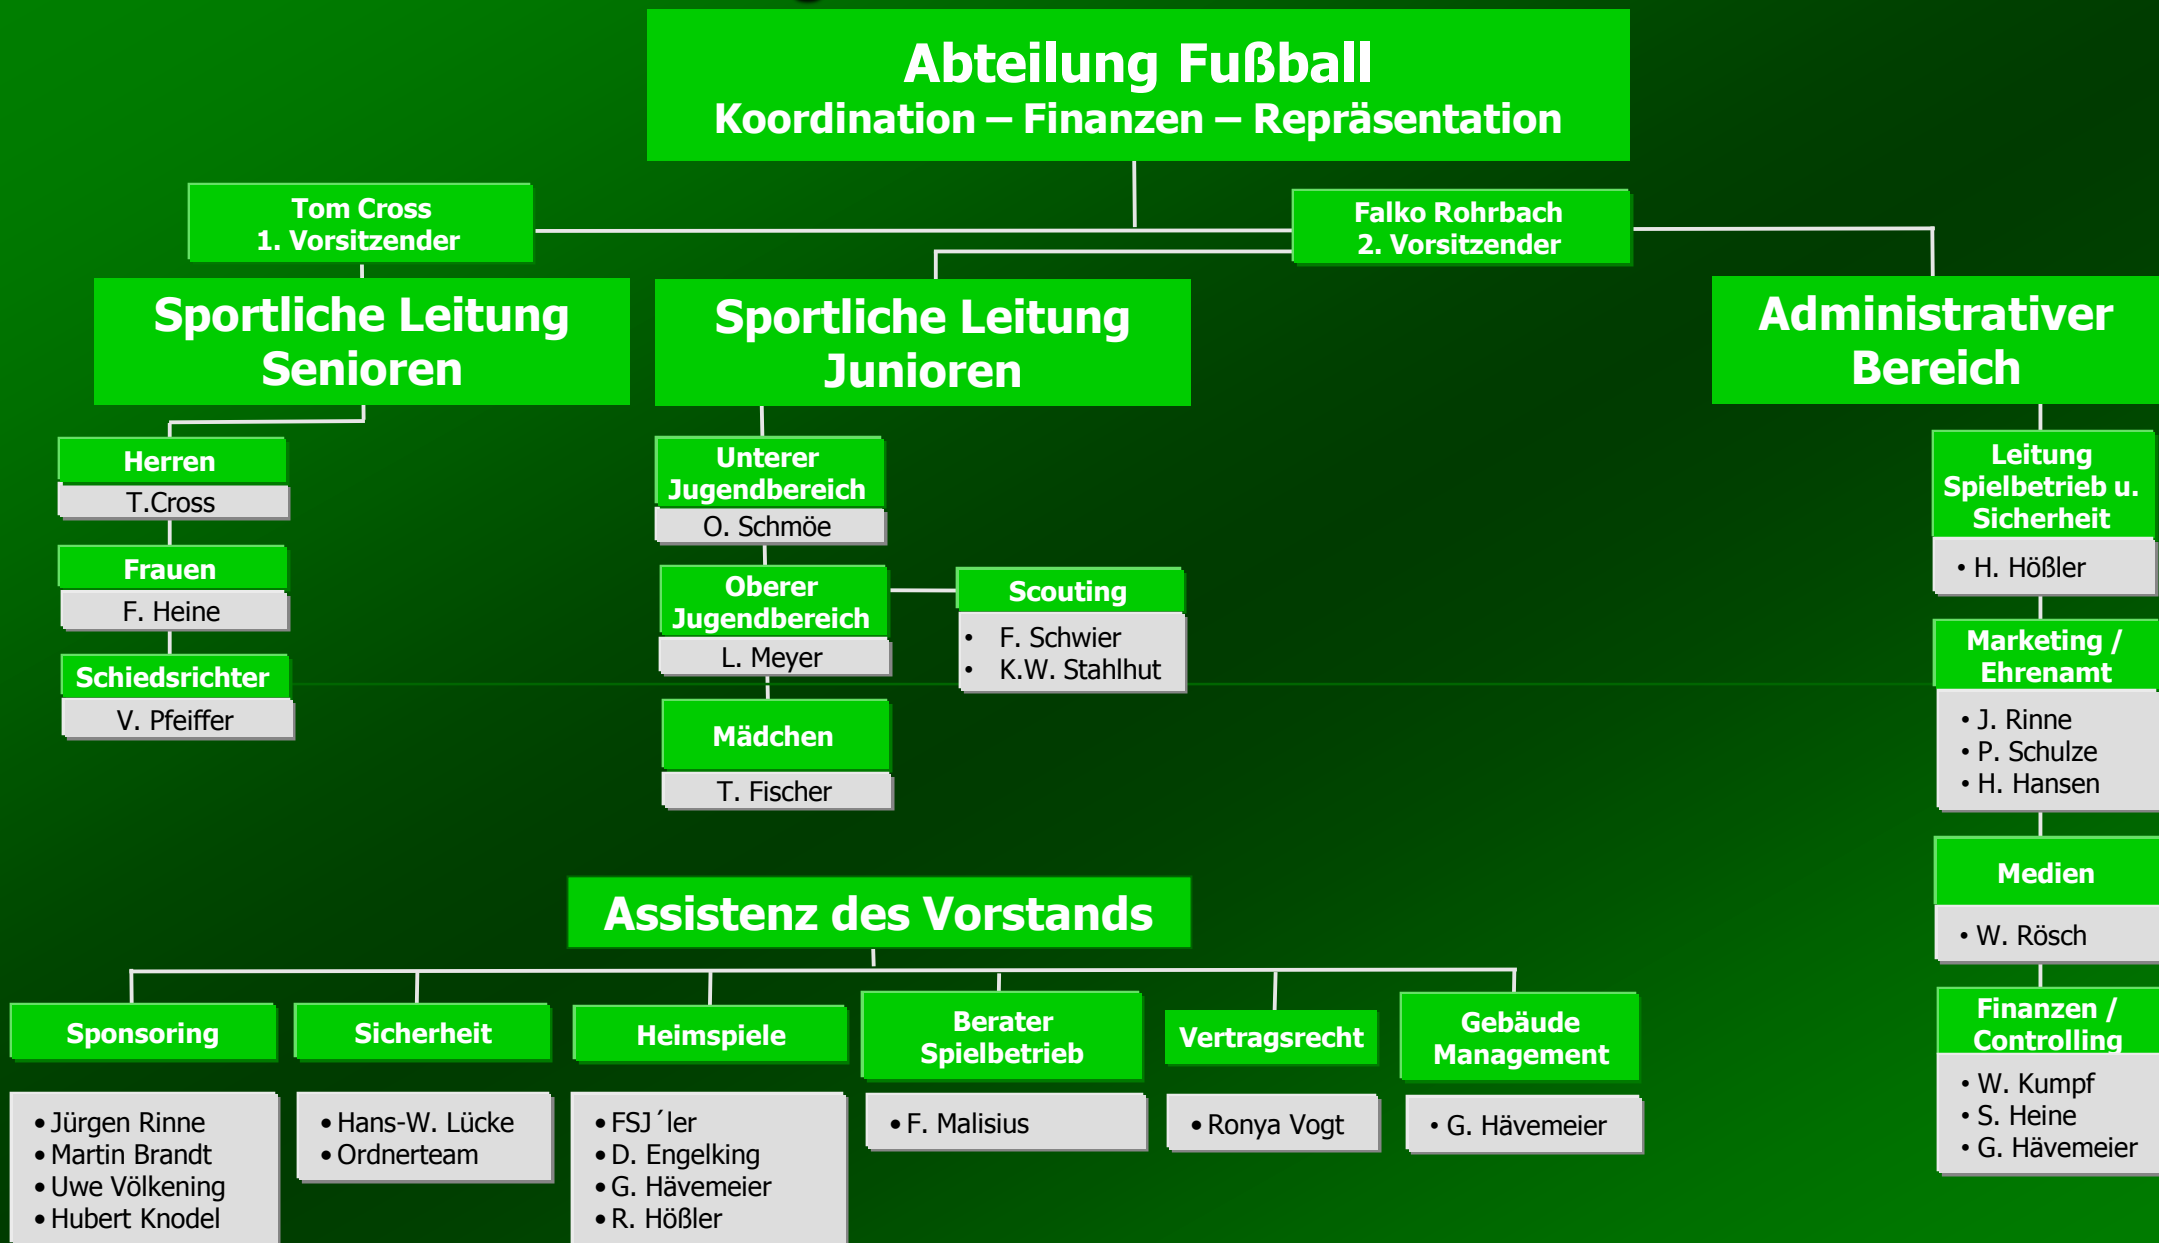 Abteilung Fußball
Koordination – Finanzen – Repräsentation
Tom Cross
1. Vorsitzender
Falko Rohrbach
2. Vorsitzender
Sportliche Leitung
Senioren
Sportliche Leitung
Junioren
Administrativer
Bereich
Herren
T.Cross
Frauen
F. Heine
Schiedsrichter
V. Pfeiffer
Unterer
Jugendbereich
O. Schmöe
Oberer
Jugendbereich
L. Meyer
Scouting
• F. Schwier
• K.W. Stahlhut
Mädchen
T. Fischer
Leitung
Spielbetrieb u.
Sicherheit
• H. Hößler
Marketing /
Ehrenamt
• J. Rinne
• P. Schulze
• H. Hansen
Medien
• W. Rösch
Finanzen /
Controlling
• W. Kumpf
• S. Heine
• G. Hävemeier
Assistenz des Vorstands
Sponsoring
• Jürgen Rinne
• Martin Brandt
• Uwe Völkening
• Hubert Knodel
Sicherheit
• Hans-W. Lücke
• Ordnerteam
Heimspiele
• FSJ´ler
• D. Engelking
• G. Hävemeier
• R. Hößler
Berater
Spielbetrieb
• F. Malisius
Vertragsrecht
• Ronya Vogt
Gebäude
Management
• G. Hävemeier